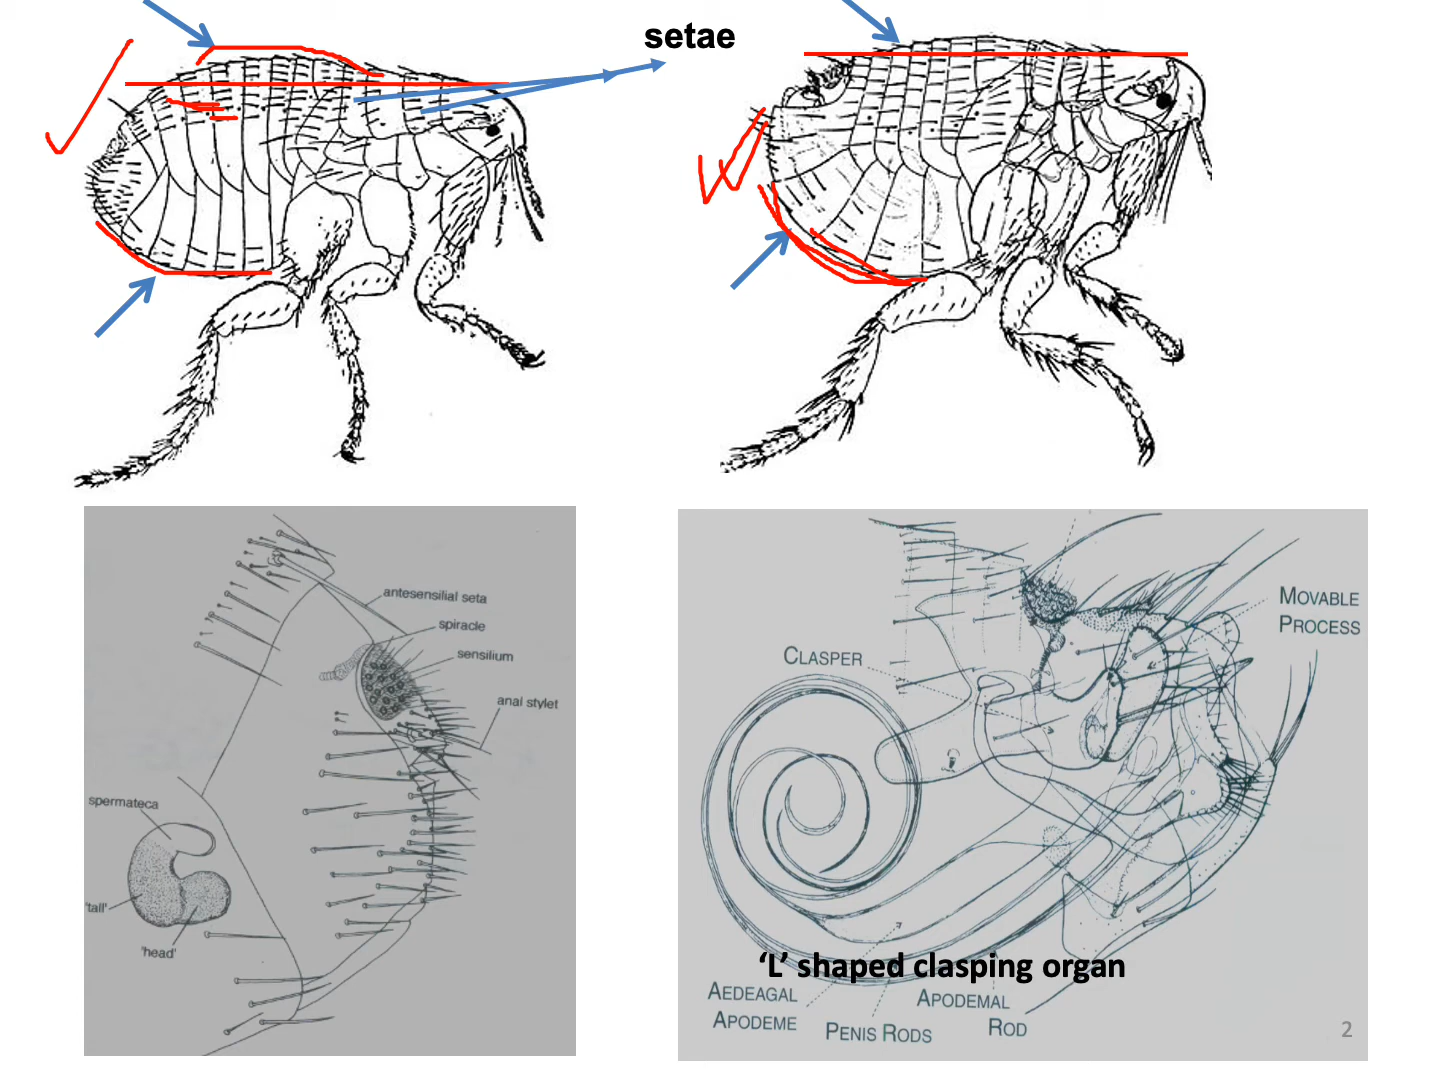 setae
antesensilial seta
spiracle
sensilium
anal stylet
spermateca
'tall'
'head'
CLASPER
MOVABLE
PROCESS
'L' shaped clasping organ
AEDEAGAL
APODEME
PENIS RODS
APODEMAL
ROD
2